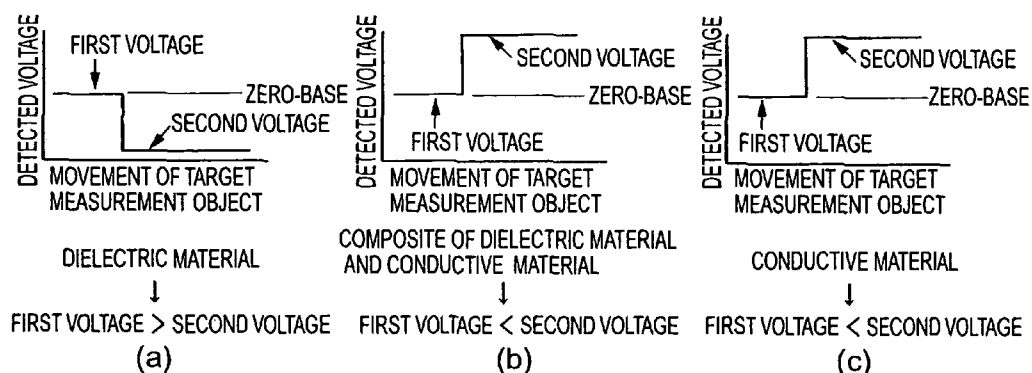 DETECTED VOLTAGE
FIRST VOLTAGE
ZERO-BASE
SECOND VOLTAGE
MOVEMENT OF TARGET
MEASUREMENT OBJECT
DIELECTRIC MATERIAL
↓
FIRST VOLTAGE > SECOND VOLTAGE
(a)
DETECTED VOLTAGE
SECOND VOLTAGE
ZERO-BASE
FIRST VOLTAGE
MOVEMENT OF TARGET
MEASUREMENT OBJECT
COMPOSITE OF DIELECTRIC MATERIAL
AND CONDUCTIVE MATERIAL
↓
FIRST VOLTAGE < SECOND VOLTAGE
(b)
DETECTED VOLTAGE
SECOND VOLTAGE
ZERO-BASE
FIRST VOLTAGE
MOVEMENT OF TARGET
MEASUREMENT OBJECT
CONDUCTIVE MATERIAL
↓
FIRST VOLTAGE < SECOND VOLTAGE
(c)